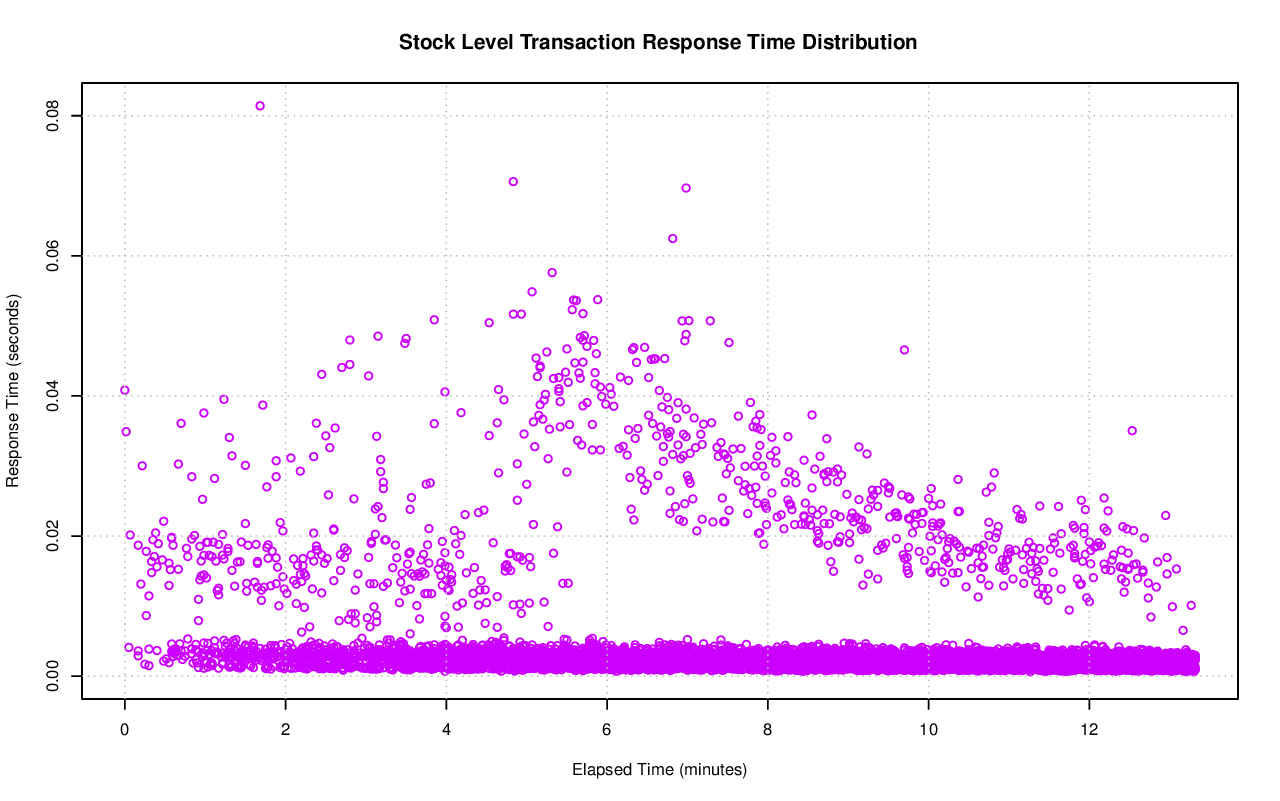 Stock Level Transaction Response Time Distribution
Response Time (seconds)
0.08
0.06
0.04
0.02
0.00
0 2 4 6 8 10 12
Elapsed Time (minutes)